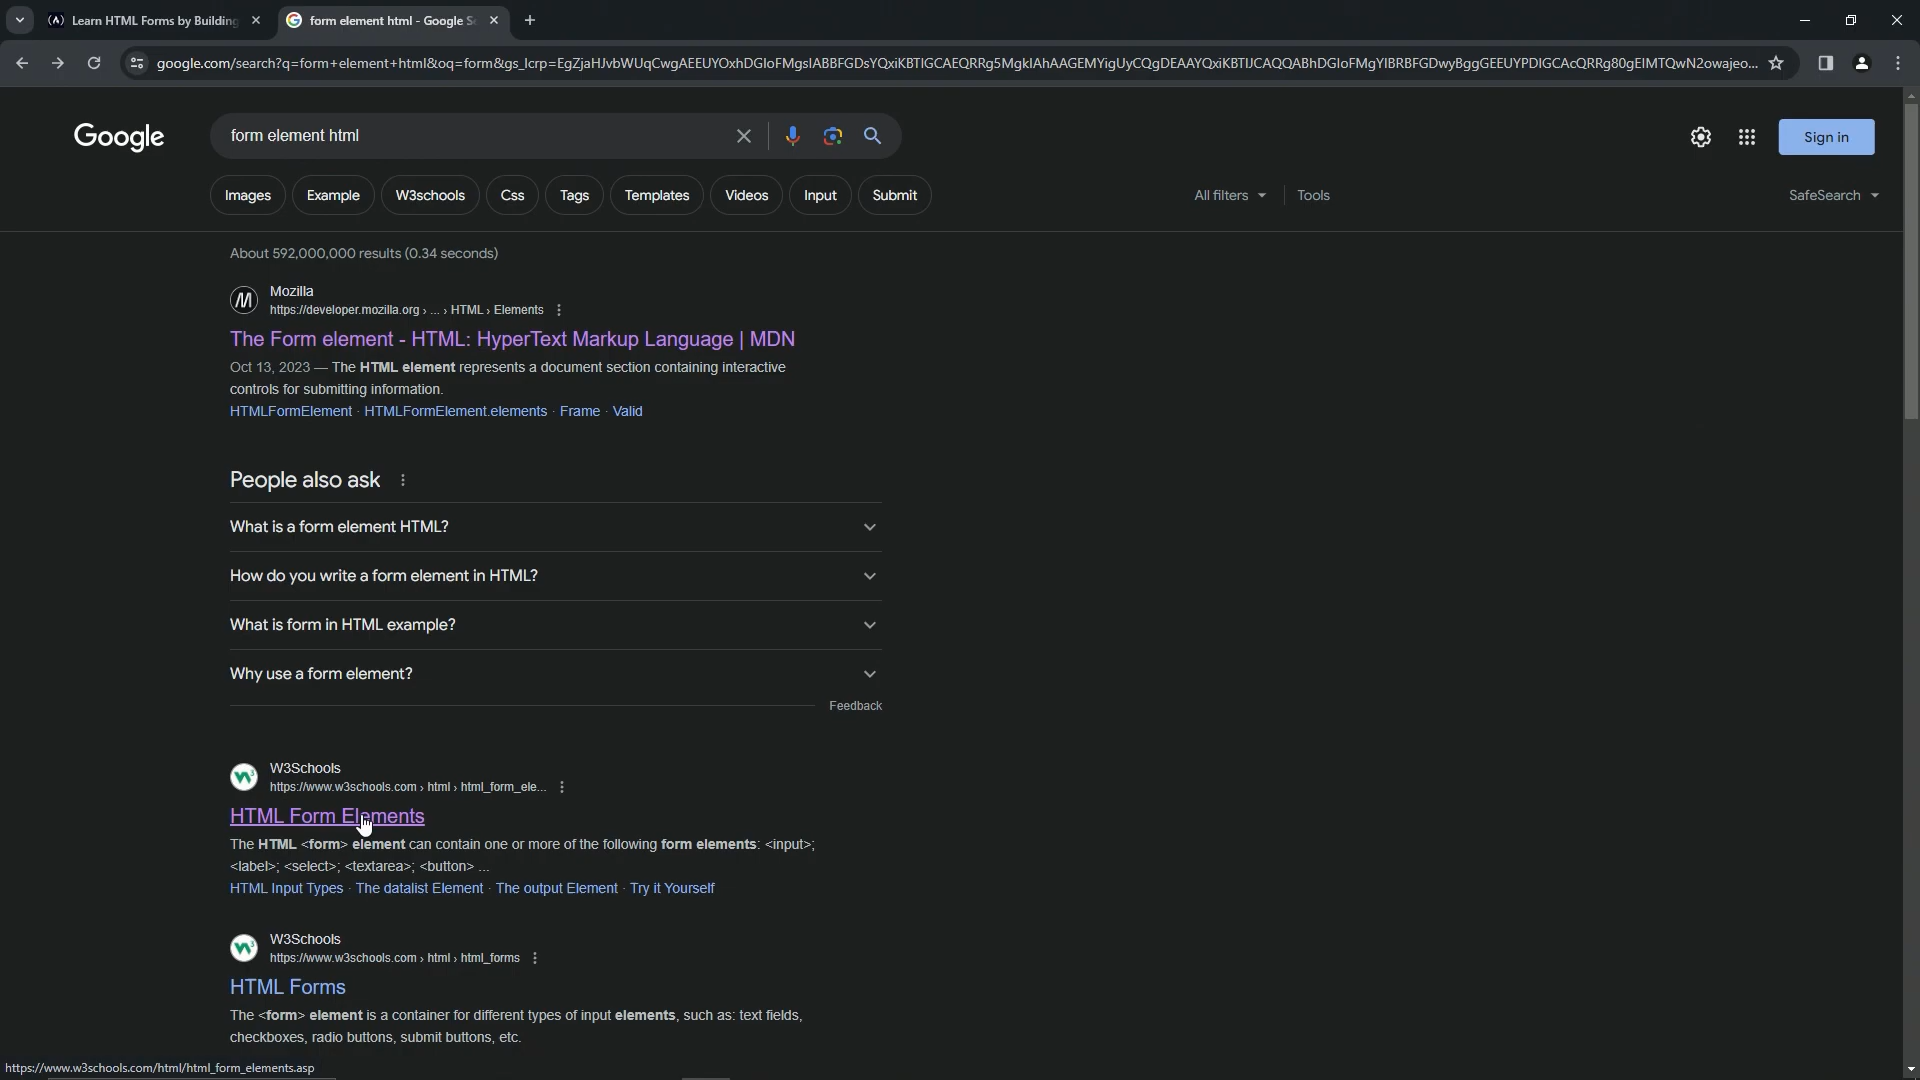 Learn HTML Forms by Building
form element html - Google S
google.com/search?q=form+element+html&oq=form&gs_lcrp=EgZjaHJvbWUqCwgAEEUYOxhDGIoFMgsIABBFGDsYQxiKBTIGCAEQRRg5MgkIAhAAGEMYigUyCQgDEAAYQxiKBTIJCAQQABhDGIoFMgYIBRBFGDwyBggGEEUYPDIGCAcQRRg80gEIMTQwN2owajeo...
Google
form element html
Sign in
Images
Example
W3schools
Css
Tags
Templates
Videos
Input
Submit
All filters
Tools
SafeSearch
About 592,000,000 results (0.34 seconds)
Mozilla
https://developer.mozilla.org › ... › HTML › Elements
The Form element - HTML: HyperText Markup Language | MDN
Oct 13, 2023 — The HTML element represents a document section containing interactive
controls for submitting information.
HTMLFormElement · HTMLFormElement.elements · Frame · Valid
People also ask
What is a form element HTML?
How do you write a form element in HTML?
What is form in HTML example?
Why use a form element?
Feedback
W3Schools
https://www.w3schools.com › html › html_form_ele...
HTML Form Elements
The HTML <form> element can contain one or more of the following form elements: <input>;
<label>; <select>; <textarea>; <button> ...
HTML Input Types · The datalist Element · The output Element · Try it Yourself
W3Schools
https://www.w3schools.com › html › html_forms
HTML Forms
The <form> element is a container for different types of input elements, such as: text fields,
checkboxes, radio buttons, submit buttons, etc.
https://www.w3schools.com/html/html_form_elements.asp